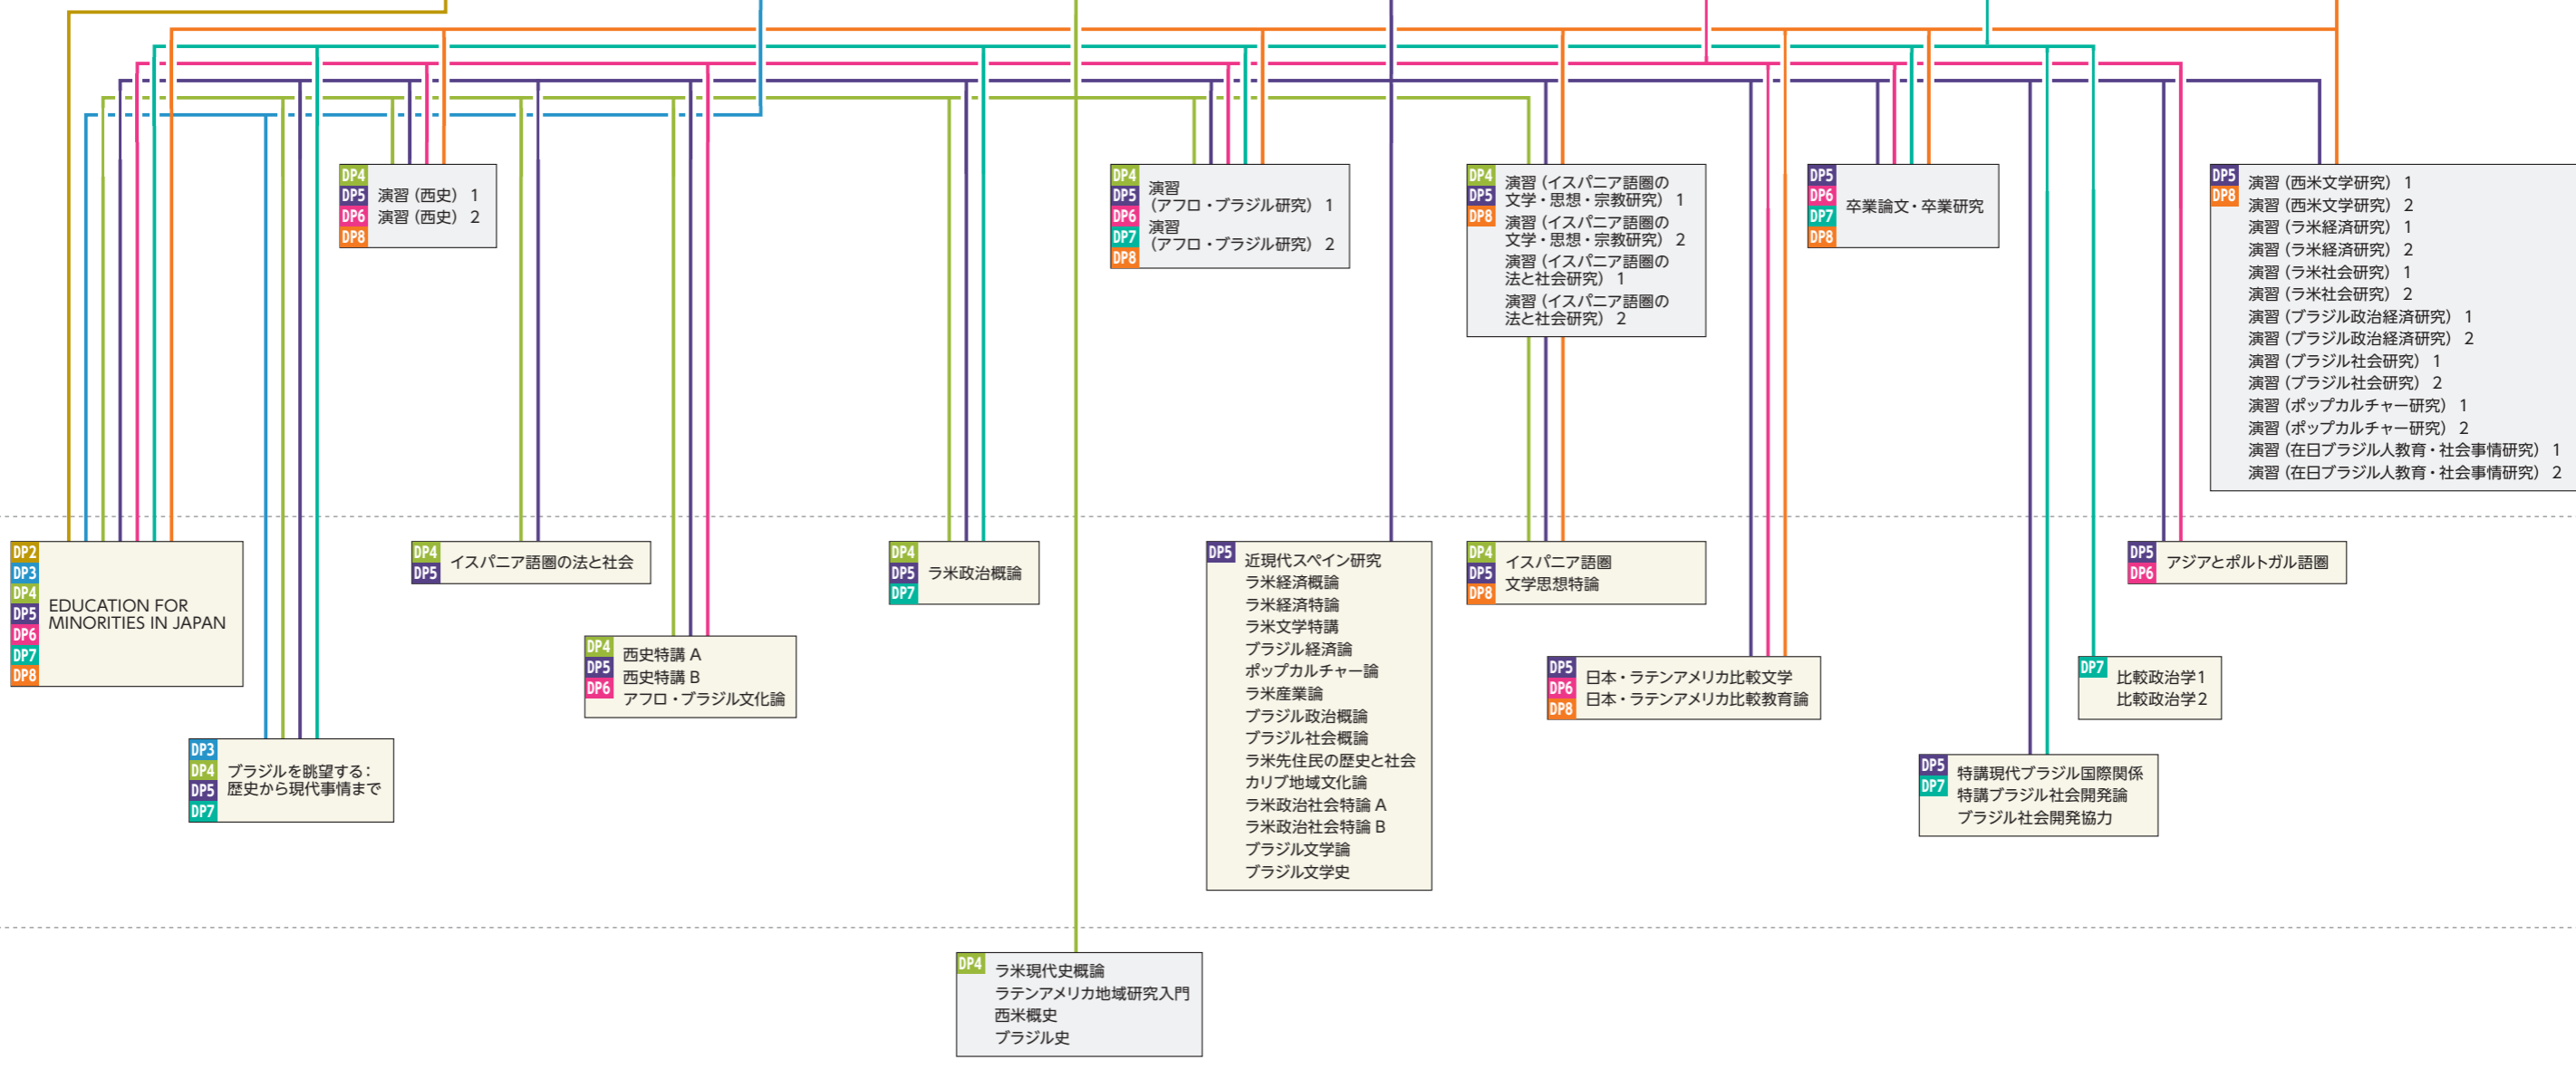 DP4
DP5
DP6
DP8
演習（西史） 1
演習（西史） 2
DP4
DP5
DP6
DP7
DP8
演習
（アフロ・ブラジル研究） 1
演習
（アフロ・ブラジル研究） 2
DP4
DP5
DP8
演習（イスパニア語圏の
文学・思想・宗教研究） 1
演習（イスパニア語圏の
文学・思想・宗教研究） 2
演習（イスパニア語圏の
法と社会研究） 1
演習（イスパニア語圏の
法と社会研究） 2
DP5
DP6
DP7
DP8
卒業論文・卒業研究
DP5
DP8
演習（西米文学研究） 1
演習（西米文学研究） 2
演習（ラ米経済研究） 1
演習（ラ米経済研究） 2
演習（ラ米社会研究） 1
演習（ラ米社会研究） 2
演習（ブラジル政治経済研究） 1
演習（ブラジル政治経済研究） 2
演習（ブラジル社会研究） 1
演習（ブラジル社会研究） 2
演習（ポップカルチャー研究） 1
演習（ポップカルチャー研究） 2
演習（在日ブラジル人教育・社会事情研究） 1
演習（在日ブラジル人教育・社会事情研究） 2
DP2
DP3
DP4
DP5
DP6
DP7
DP8
EDUCATION FOR
MINORITIES IN JAPAN
DP4
DP5
イスパニア語圏の法と社会
DP4
DP5
DP7
ラ米政治概論
DP5
近現代スペイン研究
ラ米経済概論
ラ米経済特論
ラ米文学特講
ブラジル経済論
ポップカルチャー論
ラ米産業論
ブラジル政治概論
ブラジル社会概論
ラ米先住民の歴史と社会
カリブ地域文化論
ラ米政治社会特論 A
ラ米政治社会特論 B
ブラジル文学論
ブラジル文学史
DP4
DP5
DP8
イスパニア語圏
文学思想特論
DP5
DP6
アジアとポルトガル語圏
DP4
DP5
DP6
西史特講 A
西史特講 B
アフロ・ブラジル文化論
DP5
DP6
DP8
日本・ラテンアメリカ比較文学
日本・ラテンアメリカ比較教育論
DP7
比較政治学1
比較政治学2
DP3
DP4
DP5
DP7
ブラジルを眺望する：
歴史から現代事情まで
DP5
DP7
特講現代ブラジル国際関係
特講ブラジル社会開発論
ブラジル社会開発協力
DP4
ラ米現代史概論
ラテンアメリカ地域研究入門
西米概史
ブラジル史